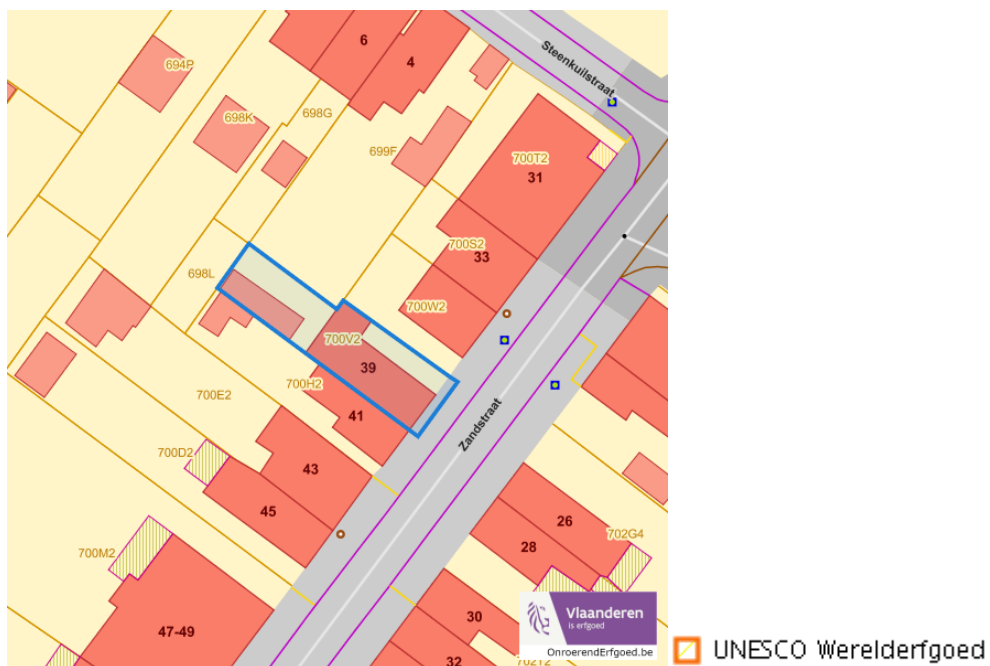 6
4
Steenkuilstraat
694P
698K
698G
699F
700T2
31
700S2
33
698L
700W2
700V2
39
700H2
41
700E2
Zandstraat
700D2
43
45
26
702G4
28
700M2
30
47-49
32
702T2
Vlaanderen
is erfgoed
OnroerendErfgoed.be
UNESCO Werelderfgoed